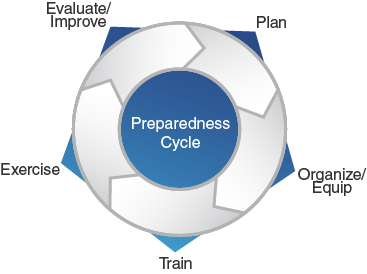 Evaluate/
Improve
Plan
Preparedness
Cycle
Exercise
Organize/
Equip
Train